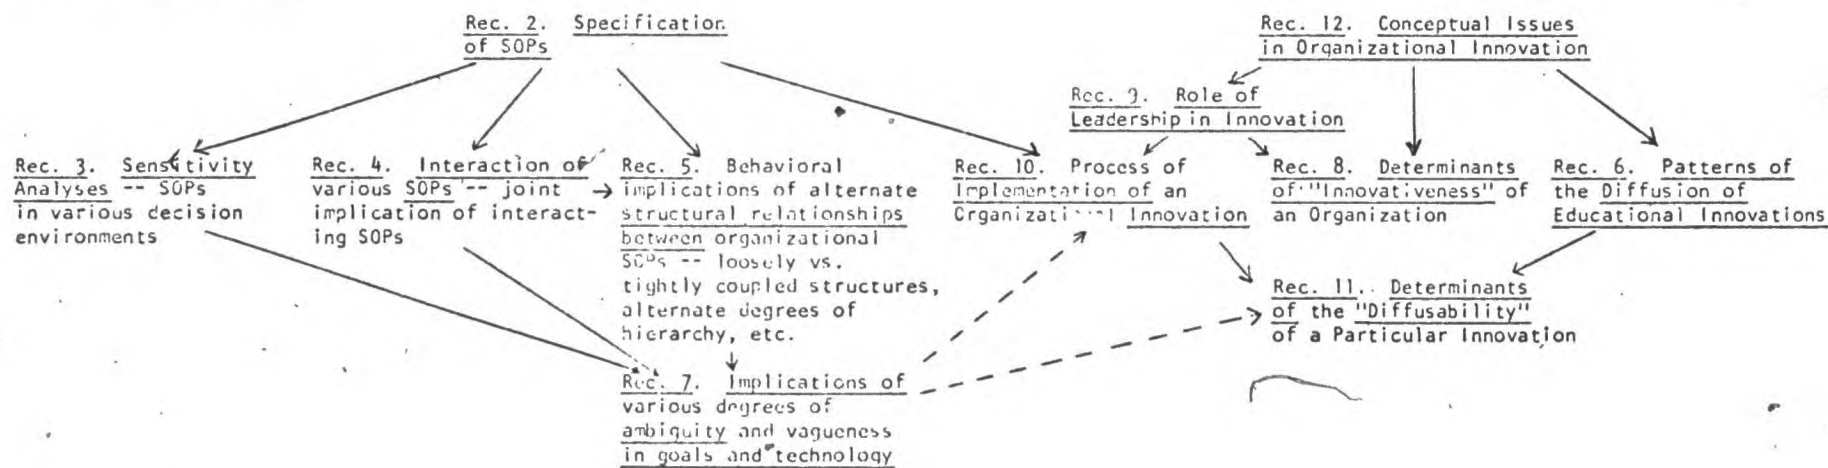 Rec. 2. Specification
of SOPs
Rec. 12. Conceptual Issues
in Organizational Innovation
Rec. 9. Role of
Leadership in Innovation
Rec. 3. Sensitivity
Analyses -- SOPs
in various decision
environments
Rec. 4. Interaction of
various SOPs -- joint
implication of interact-
ing SOPs
Rec. 5. Behavioral
implications of alternate
structural relationships
between organizational
SOPs -- loosely vs.
tightly coupled structures,
alternate degrees of
hierarchy, etc.
Rec. 10. Process of
Implementation of an
Organizational Innovation
Rec. 8. Determinants
of "Innovativeness" of
an Organization
Rec. 6. Patterns of
the Diffusion of
Educational Innovations
Rec. 11. Determinants
of the "Diffusability"
of a Particular Innovation
Rec. 7. Implications of
various degrees of
ambiguity and vagueness
in goals and technology